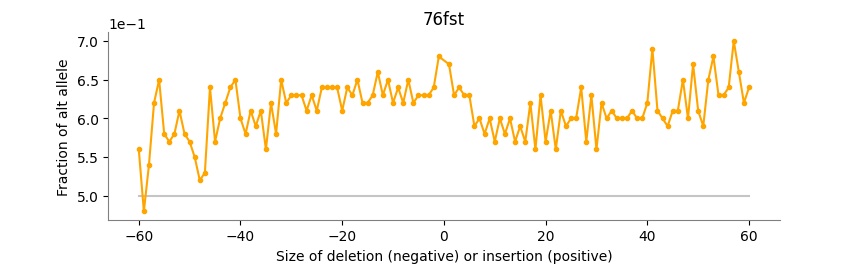 76fst
1e−1
7.0
6.5
6.0
5.5
5.0
Fraction of alt allele
−60 −40 −20 0 20 40 60
Size of deletion (negative) or insertion (positive)